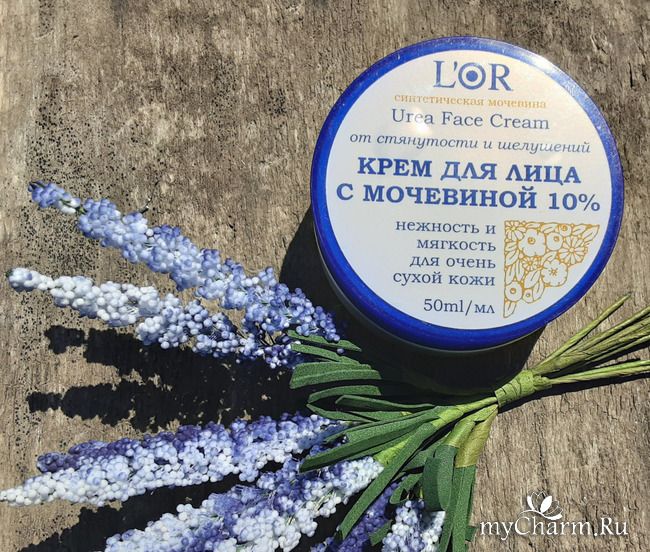 L'OR
синтетическая мочевина
Urea Face Cream
от стянутости и шелушений
КРЕМ ДЛЯ ЛИЦА
С МОЧЕВИНОЙ 10%
нежность и
мягкость
для очень
сухой кожи
50ml/мл
myCharm.Ru